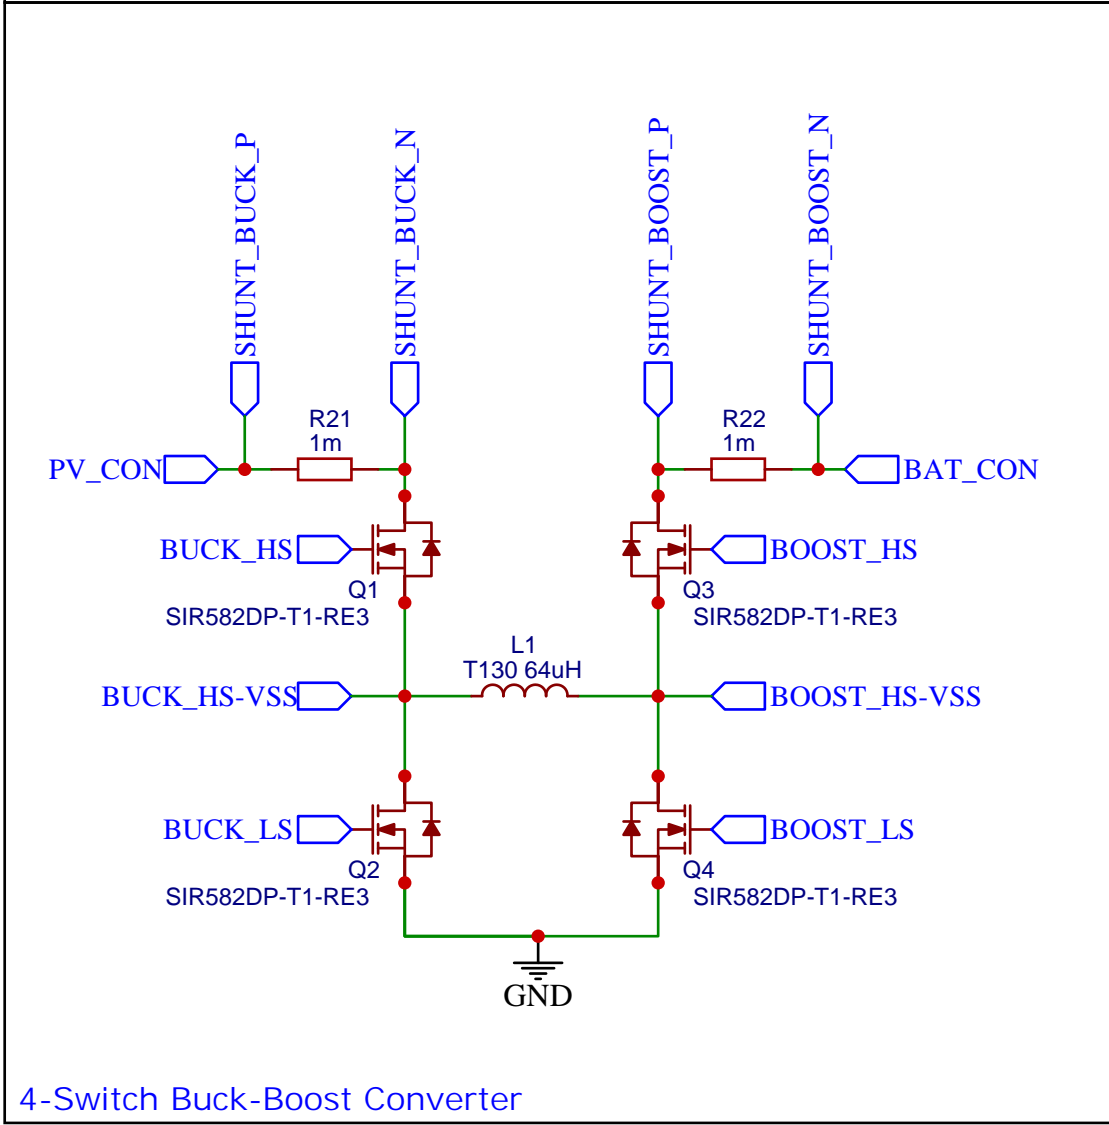 SHUNT_BUCK_P
SHUNT_BUCK_N
SHUNT_BOOST_P
SHUNT_BOOST_N
R21
1m
R22
1m
PV_CON
BAT_CON
BUCK_HS
BOOST_HS
Q1
SIR582DP-T1-RE3
Q3
SIR582DP-T1-RE3
L1
T130 64uH
BUCK_HS-VSS
BOOST_HS-VSS
BUCK_LS
BOOST_LS
Q2
SIR582DP-T1-RE3
Q4
SIR582DP-T1-RE3
GND
4-Switch Buck-Boost Converter